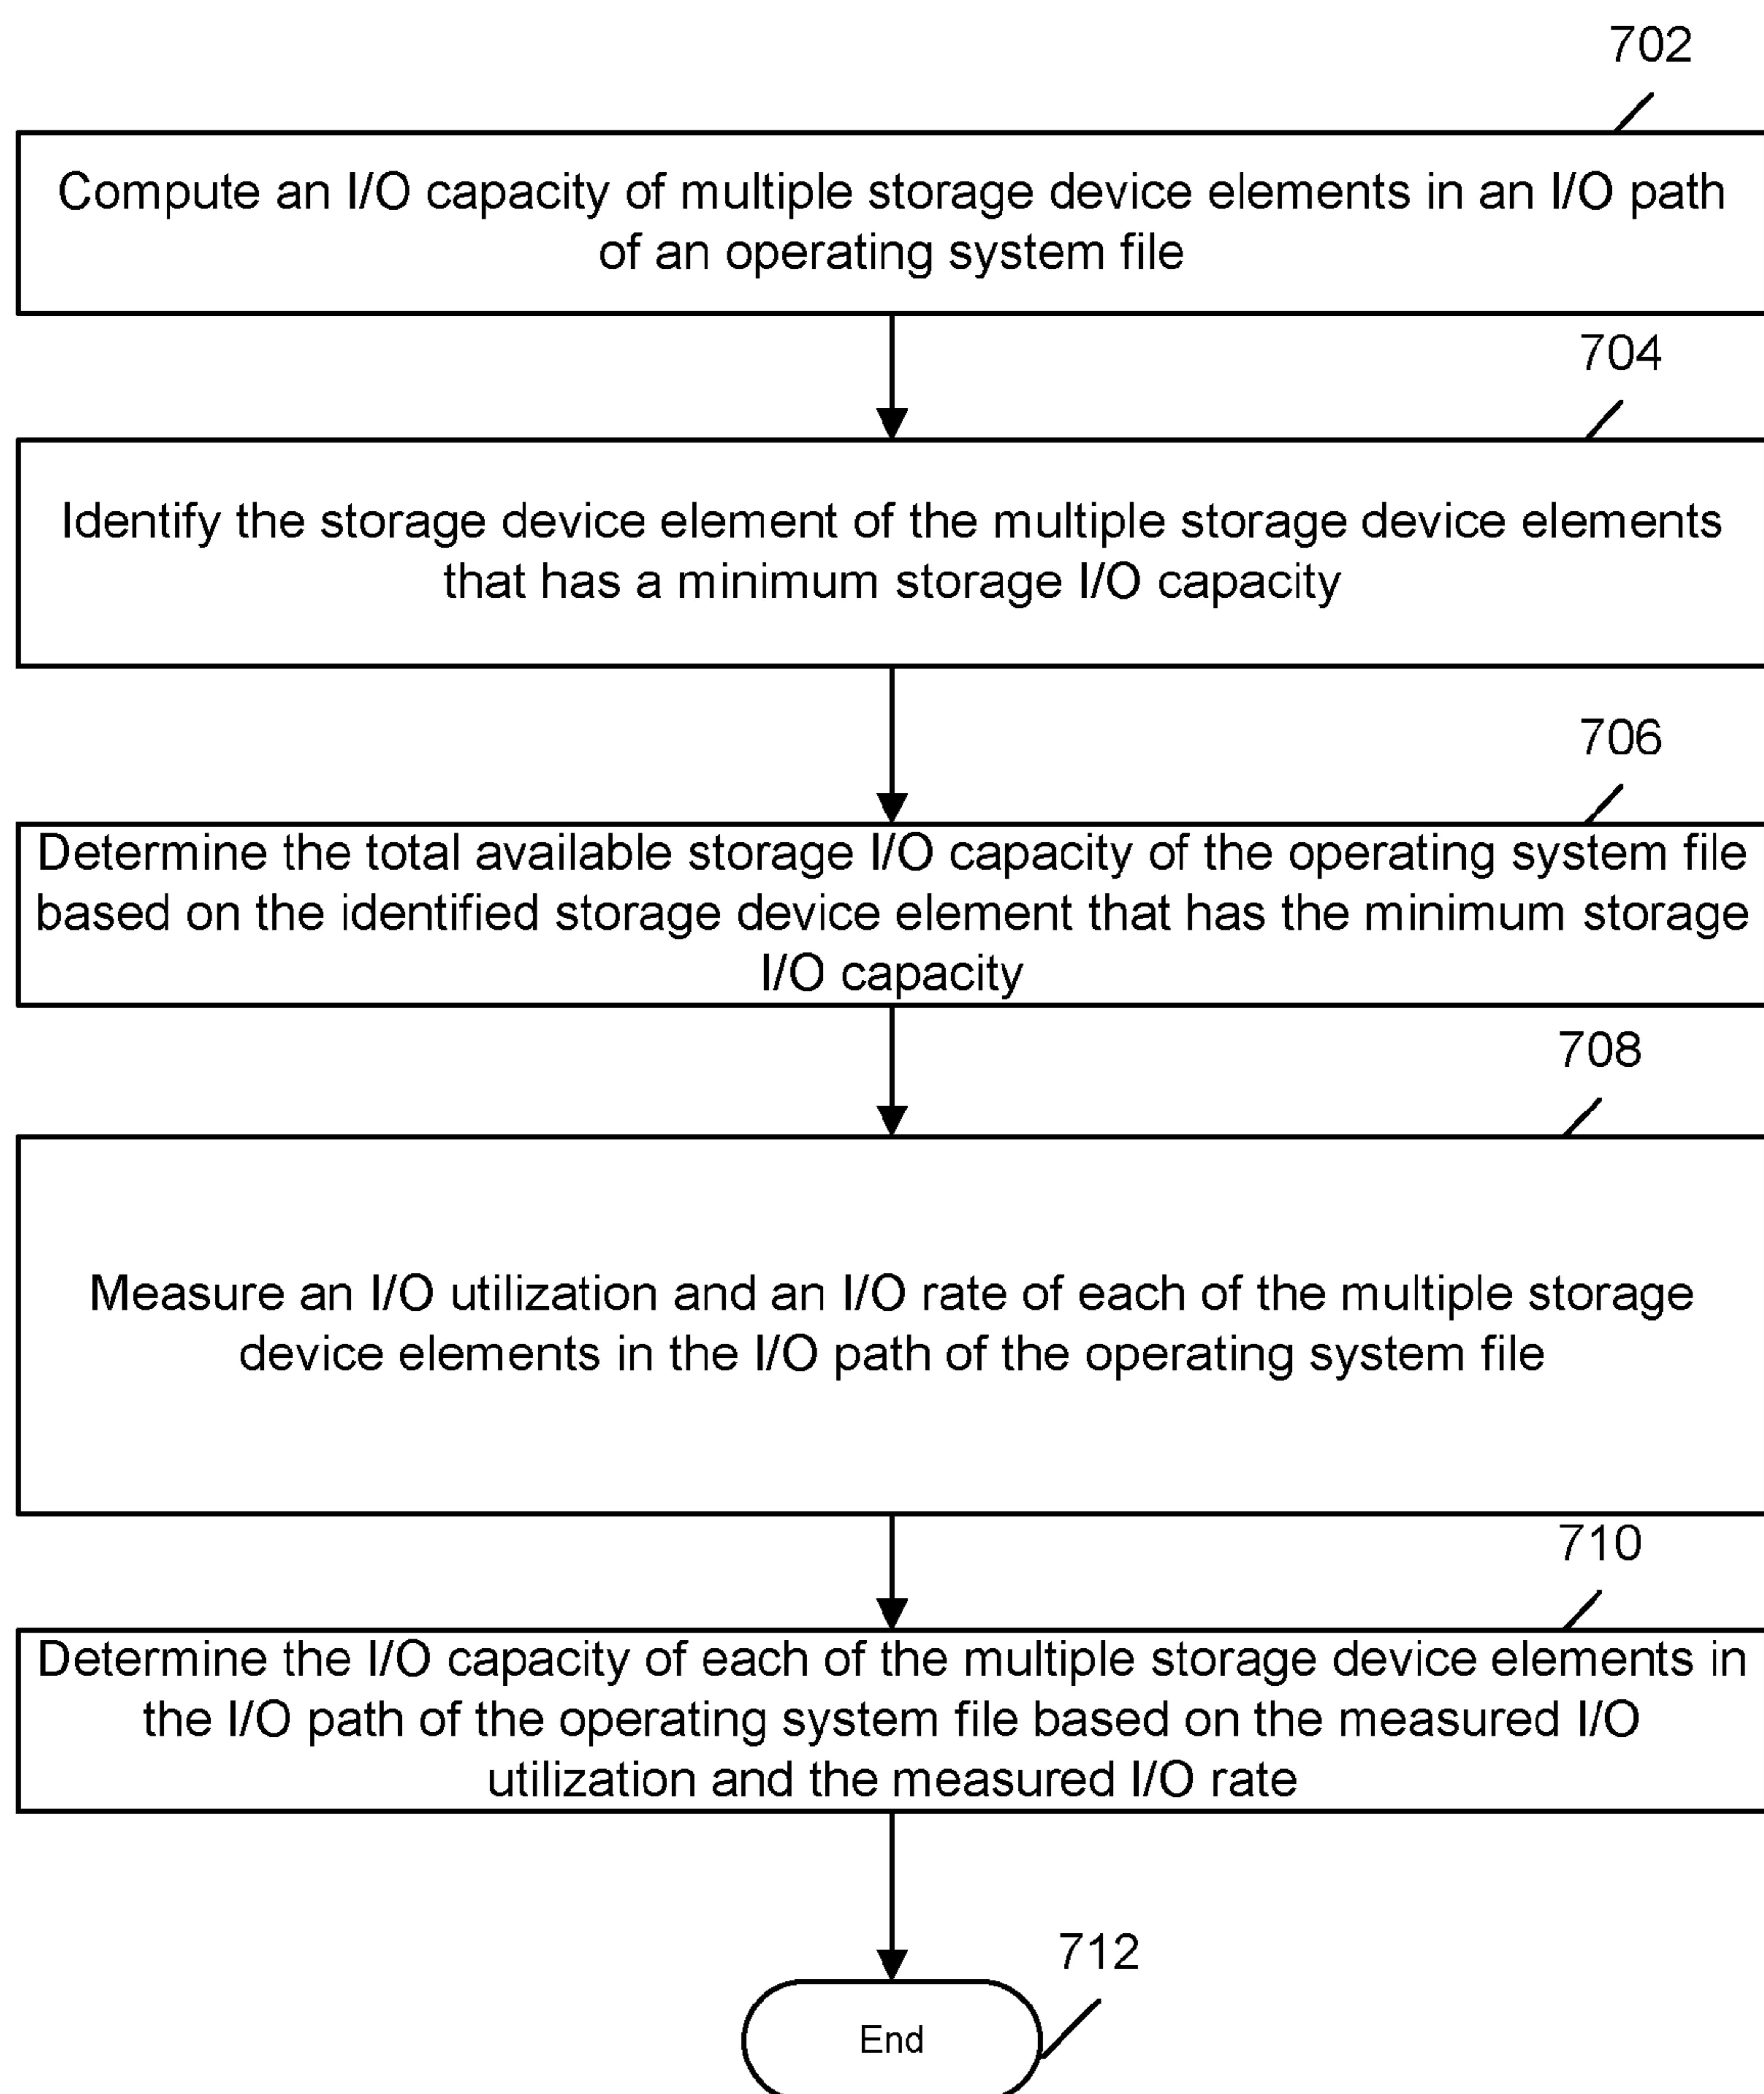 702
Compute an I/O capacity of multiple storage device elements in an I/O path
of an operating system file
704
Identify the storage device element of the multiple storage device elements
that has a minimum storage I/O capacity
706
Determine the total available storage I/O capacity of the operating system file
based on the identified storage device element that has the minimum storage
I/O capacity
708
Measure an I/O utilization and an I/O rate of each of the multiple storage
device elements in the I/O path of the operating system file
710
Determine the I/O capacity of each of the multiple storage device elements in
the I/O path of the operating system file based on the measured I/O
utilization and the measured I/O rate
712
End